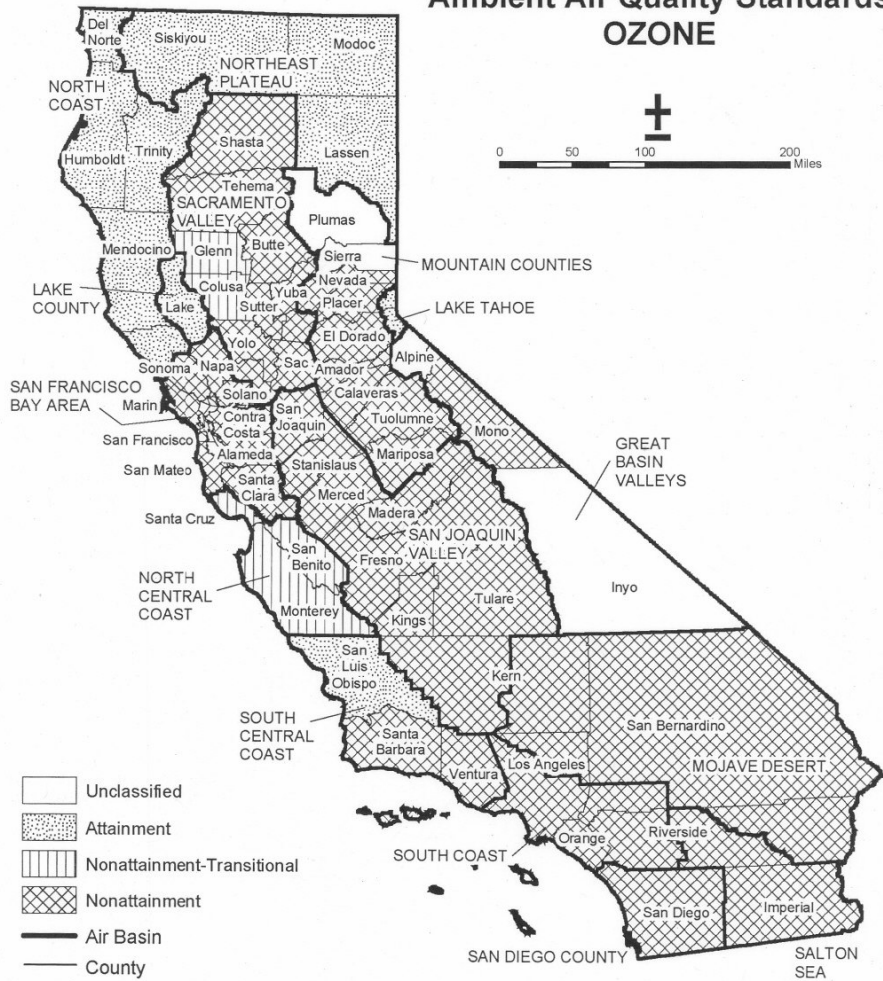 Ambient Air Quality Standards
OZONE
0 50 100 200
Miles
Del
Norte
Siskiyou
Modoc
NORTHEAST
PLATEAU
NORTH
COAST
Shasta
Trinity
Lassen
Humboldt
Tehema
SACRAMENTO
VALLEY
Plumas
Glenn
Butte
Mendocino
Sierra
MOUNTAIN COUNTIES
Nevada
Colusa
LAKE
COUNTY
Yuba
Placer
Lake
Sutter
LAKE TAHOE
El Dorado
Yolo
Alpine
Sac
Napa
Sonoma
Amador
SAN FRANCISCO
BAY AREA
Solano
Calaveras
Marin
San
Joaquin
Contra
Costa
Tuolumne
Mono
San Francisco
GREAT
BASIN
VALLEYS
Alameda
Mariposa
San Mateo
Stanislaus
Santa
Clara
Merced
Madera
Santa Cruz
SAN JOAQUIN
VALLEY
San
Benito
Fresno
NORTH
CENTRAL
COAST
Inyo
Tulare
Monterey
Kings
San
Luis
Obispo
Kern
SOUTH
CENTRAL
COAST
San Bernardino
Santa
Barbara
Los Angeles
MOJAVE DESERT
Ventura
Unclassified
Attainment
Orange
Riverside
SOUTH COAST
Nonattainment-Transitional
Nonattainment
San Diego
Imperial
Air Basin
SAN DIEGO COUNTY
SALTON
SEA
County